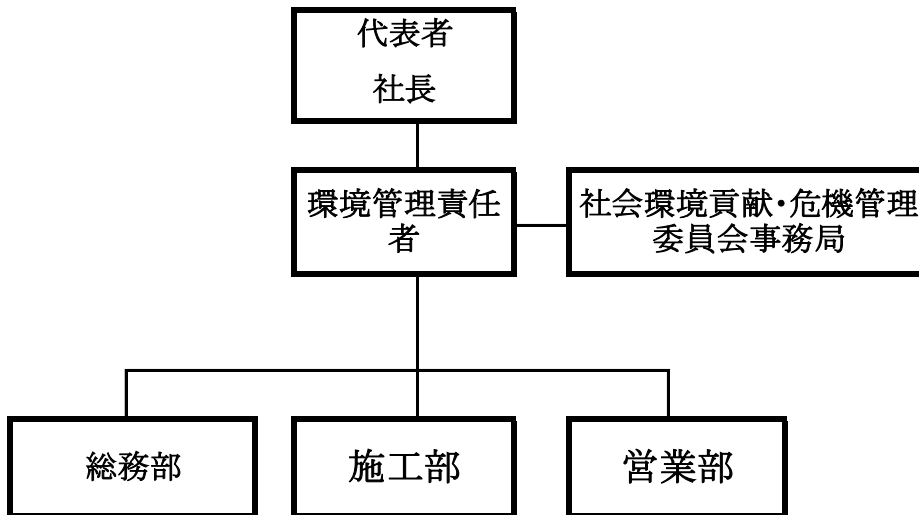 代表者
社長
環境管理責任
者
社会環境貢献・危機管理
委員会事務局
総務部
施工部
営業部